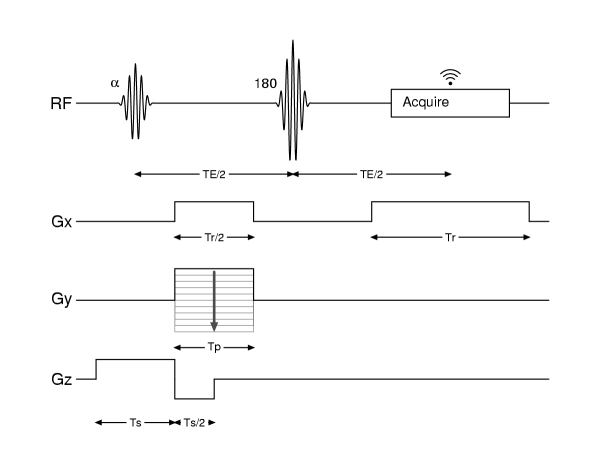 α
180
RF
Acquire
TE/2
TE/2
Gx
Tr/2
Tr
Gy
Tp
Gz
Ts
Ts/2